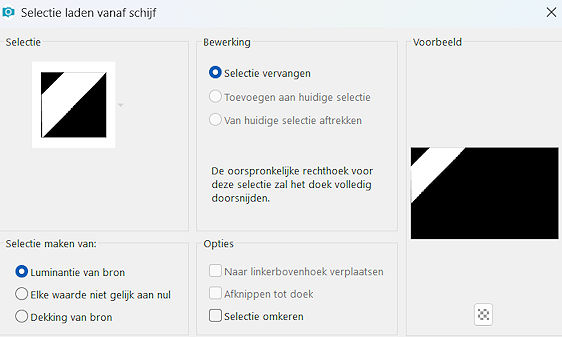 Selectie laden vanaf schijf
Selectie
Bewerking
Voorbeeld
Selectie vervangen
Toevoegen aan huidige selectie
Van huidige selectie aftrekken
De oorspronkelijke rechthoek voor
deze selectie zal het doek volledig
doorsnijden.
Selectie maken van:
Opties
Luminantie van bron
Naar linkerbovenhoek verplaatsen
Elke waarde niet gelijk aan nul
Afknippen tot doek
Dekking van bron
Selectie omkeren